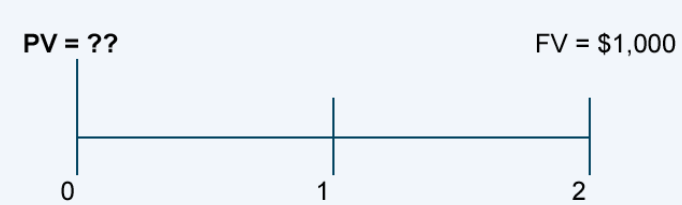 PV = ?? FV = $1,000
0 1 2